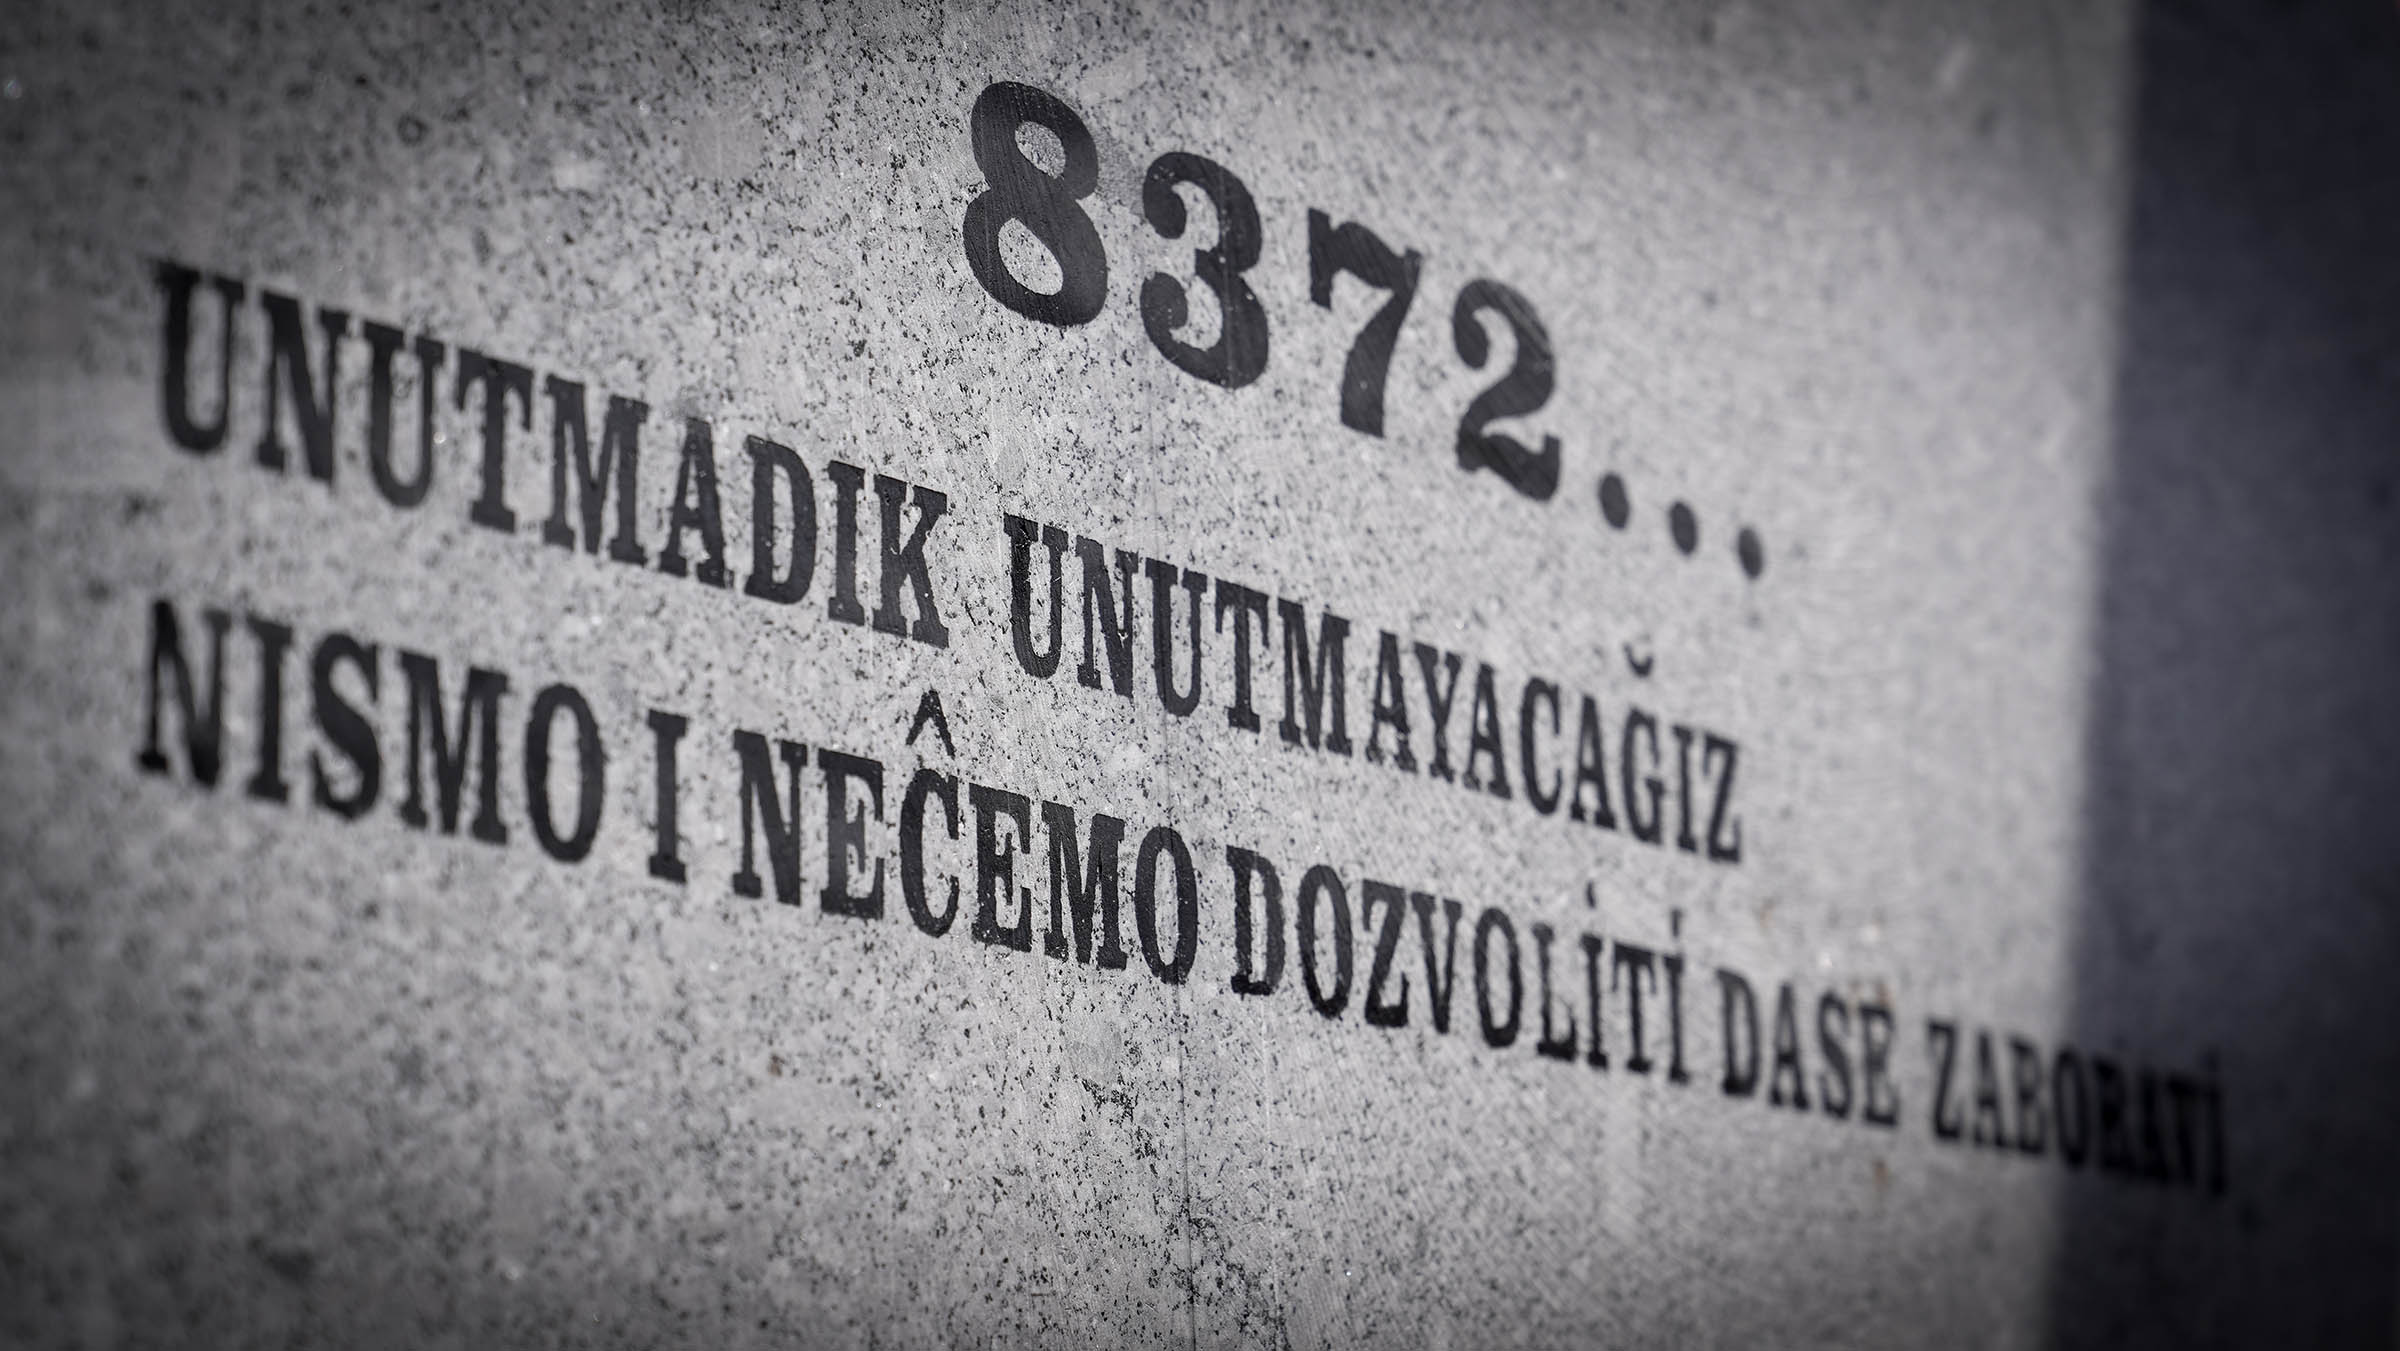 8372...
UNUTMADIK UNUTMAYACAĞIZ
NISMO I NEĈEMO DOZVOLİTİ DASE ZABORAVİ